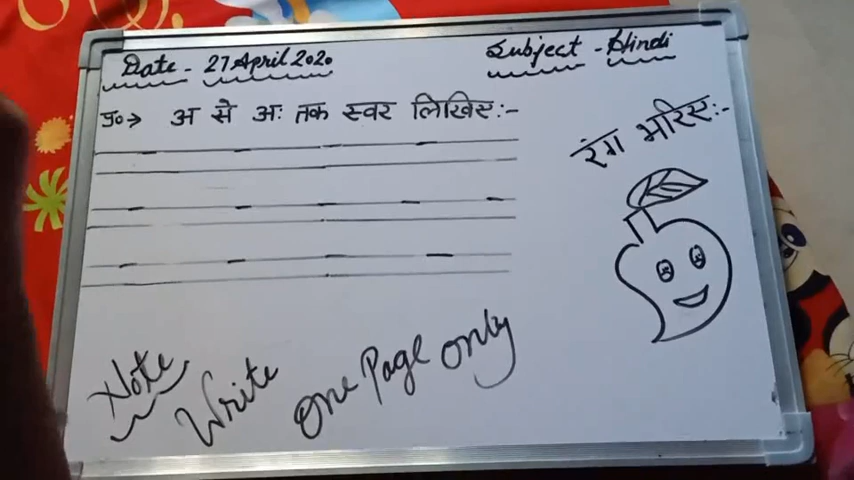 Date - 27 April 2020
Subject - Hindi
प्र०→ अ से अः तक स्वर लिखिए:-
रंग भरिए:-
Note
Write one Page only